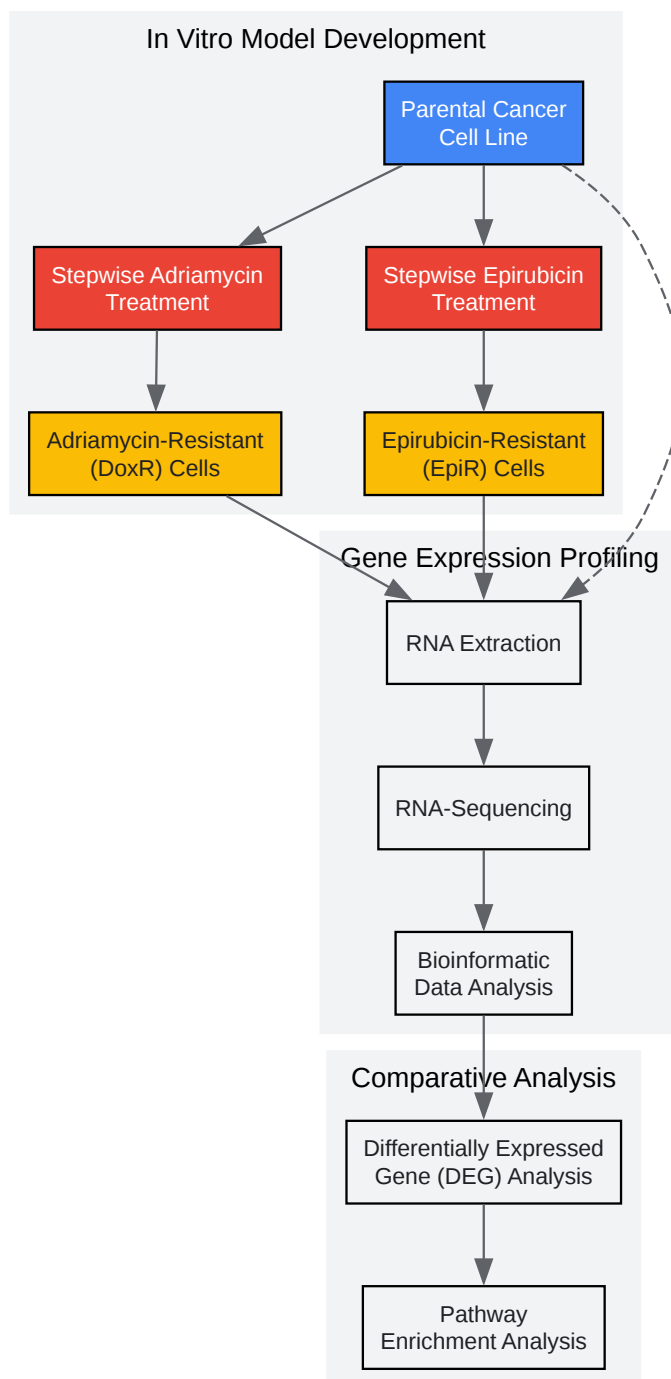 In Vitro Model Development
Parental Cancer
Cell Line
Stepwise Adriamycin
Treatment
Stepwise Epirubicin
Treatment
Adriamycin-Resistant
(DoxR) Cells
Epirubicin-Resistant
(EpiR) Cells
Gene Expression Profiling
RNA Extraction
RNA-Sequencing
Bioinformatic
Data Analysis
Comparative Analysis
Differentially Expressed
Gene (DEG) Analysis
Pathway
Enrichment Analysis